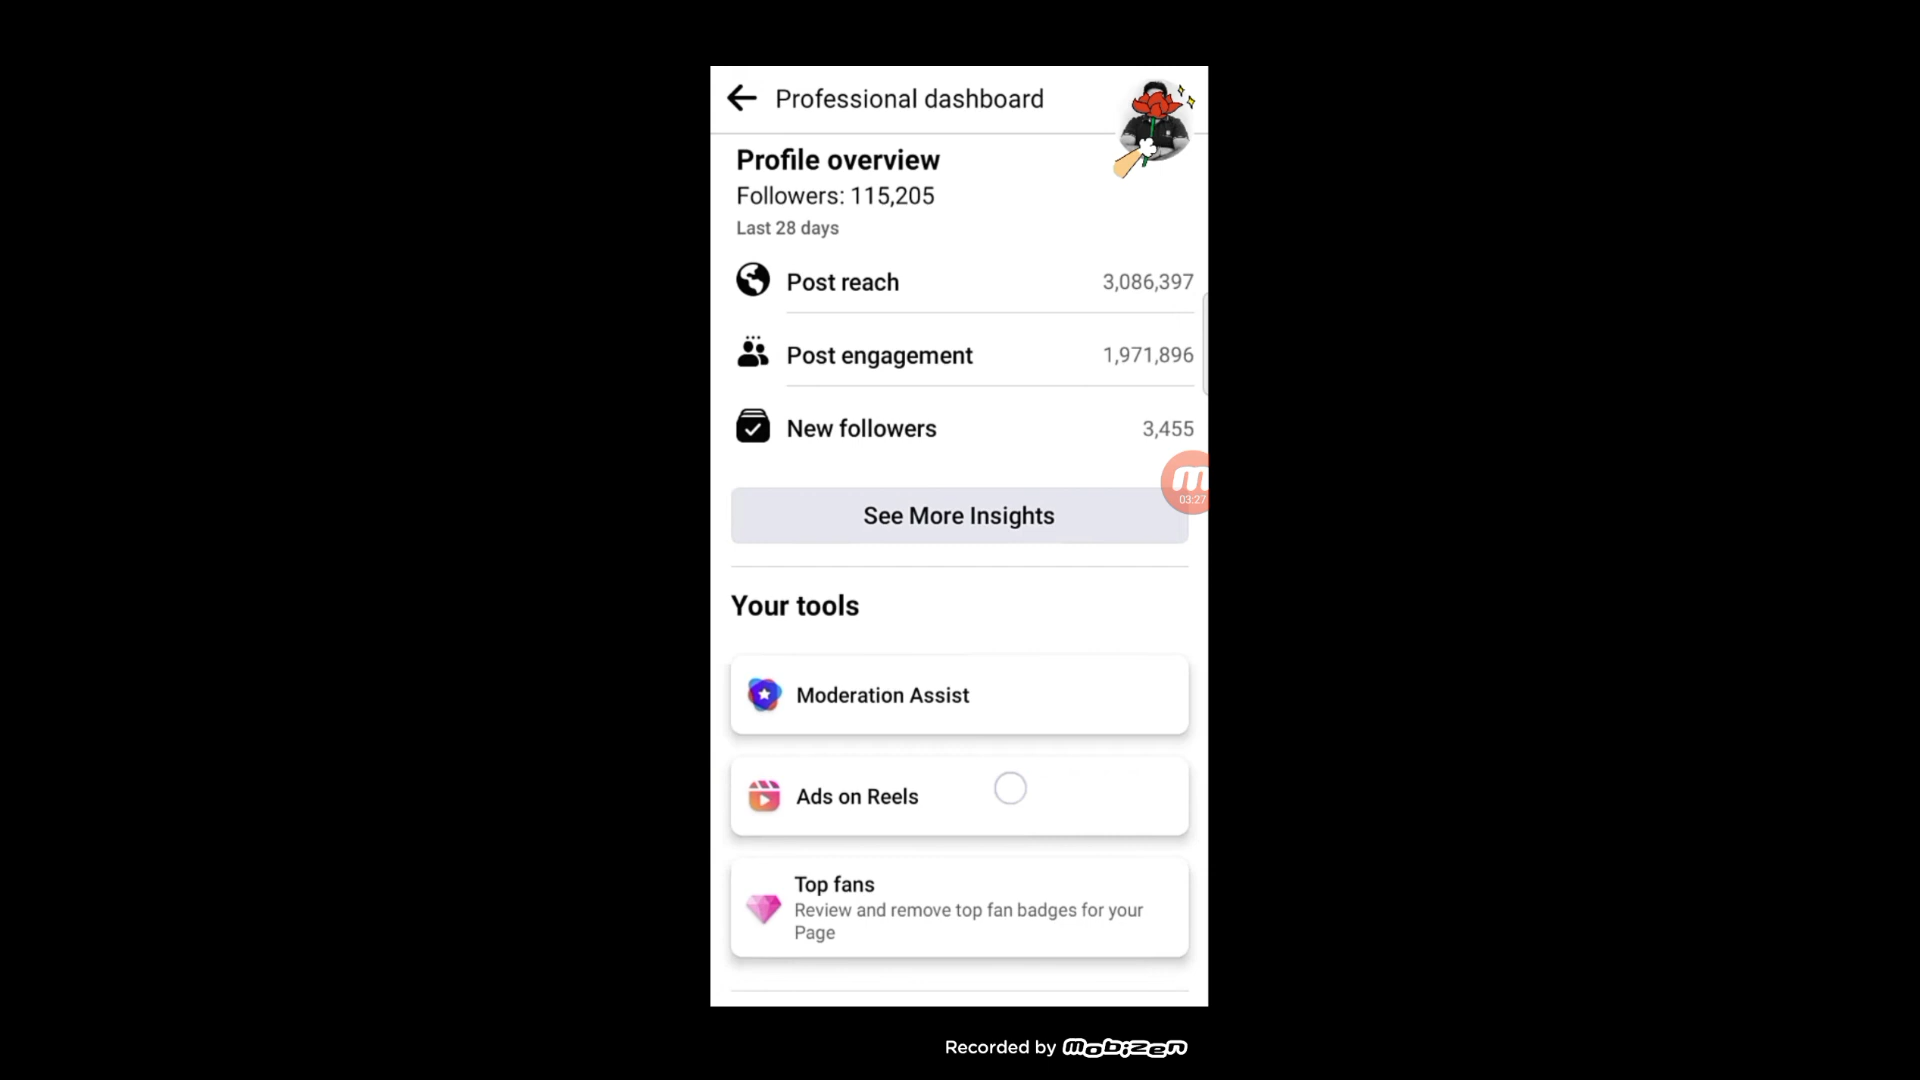 Professional dashboard
Profile overview
Followers: 115,205
Last 28 days
Post reach 3,086,397
Post engagement 1,971,896
New followers 3,455
03:27
See More Insights
Your tools
Moderation Assist
Ads on Reels
Top fans
Review and remove top fan badges for your
Page
Recorded by Mobizen